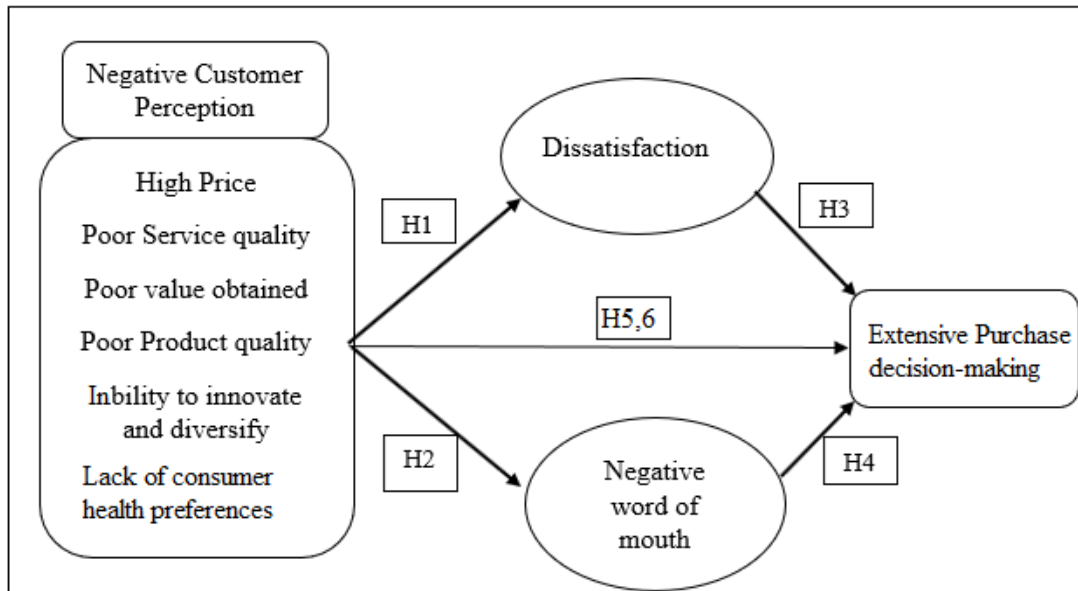 Negative Customer
Perception
High Price
Poor Service quality
Poor value obtained
Poor Product quality
Inbility to innovate
and diversify
Lack of consumer
health preferences
H1
H2
Dissatisfaction
H5,6
Negative
word of
mouth
H3
H4
Extensive Purchase
decision-making